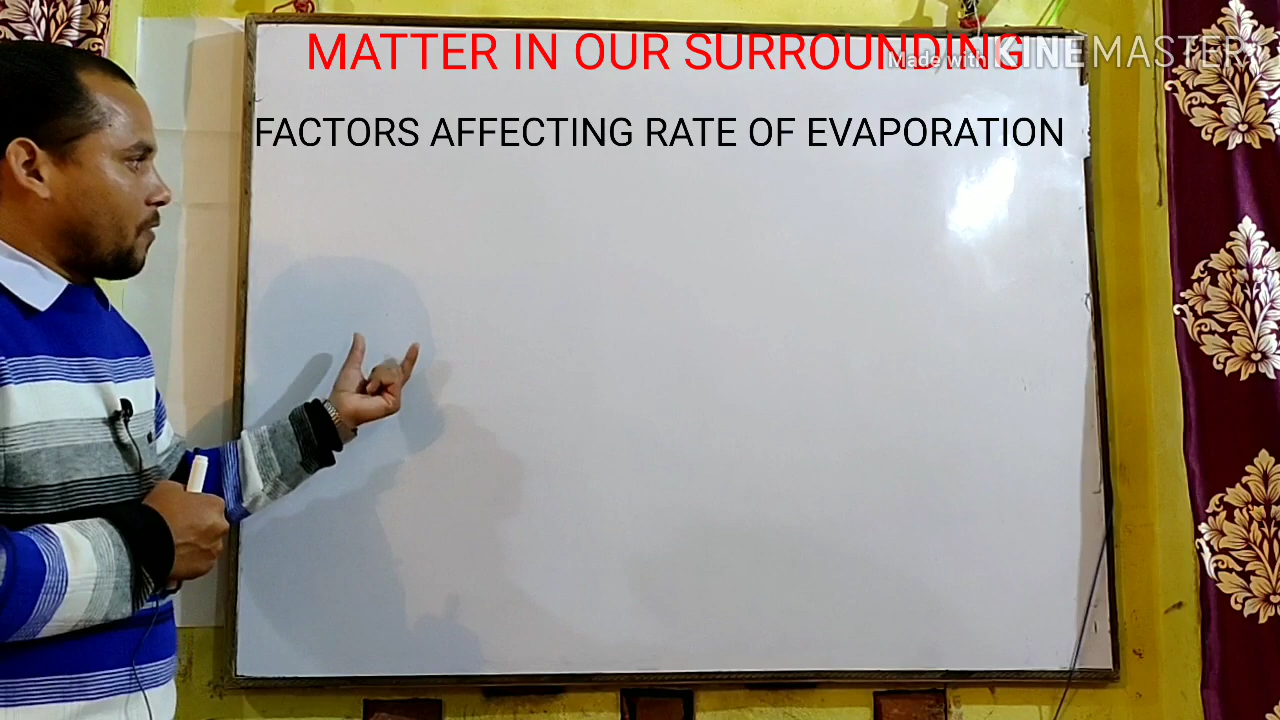 MATTER IN OUR SURROUNDING
Made with KINEMASTER
FACTORS AFFECTING RATE OF EVAPORATION